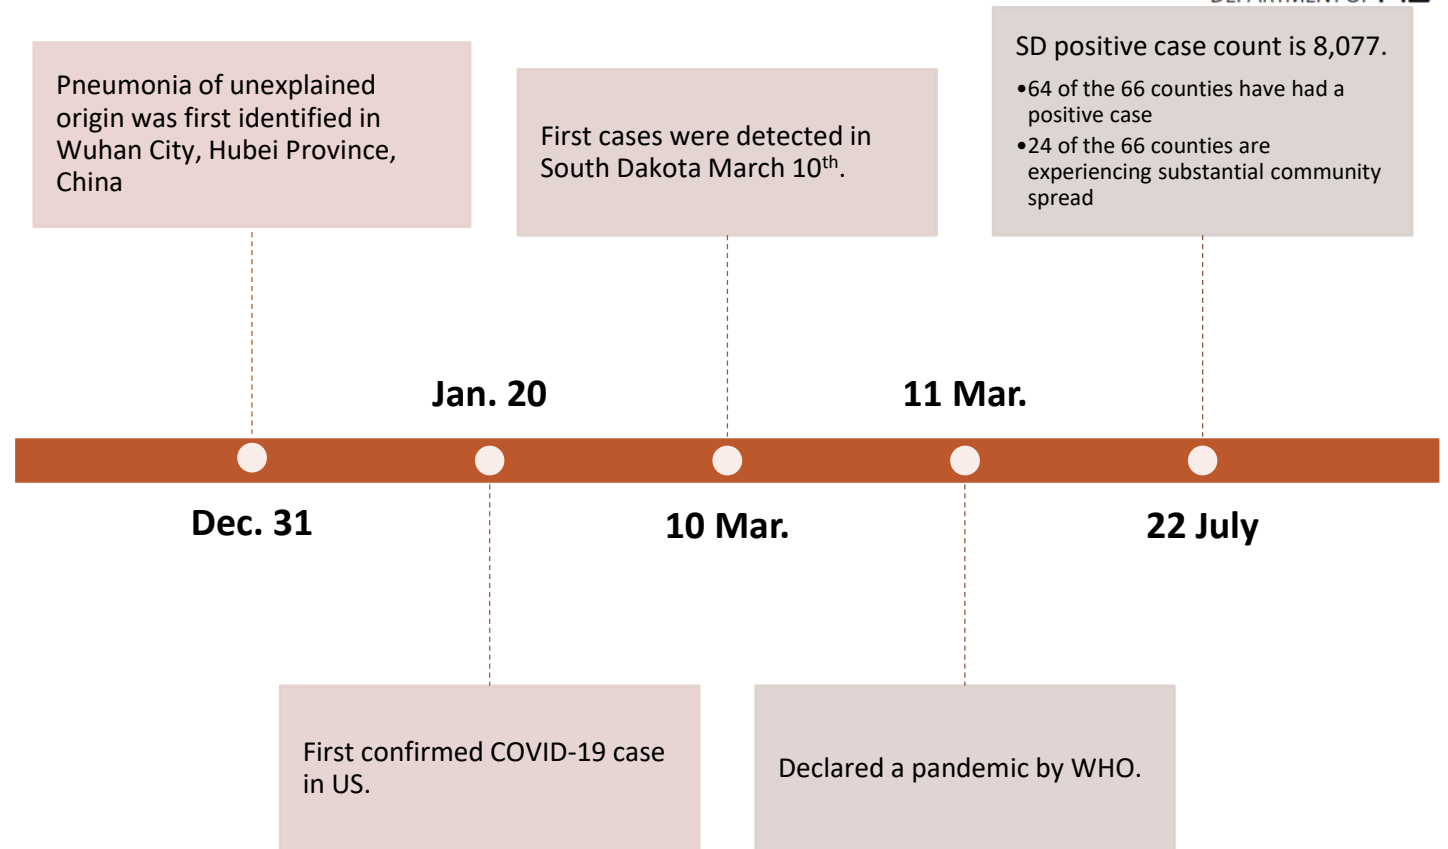 DEPARTMENT OF
SD positive case count is 8,077.
•64 of the 66 counties have had a
positive case
•24 of the 66 counties are
experiencing substantial community
spread
Pneumonia of unexplained
origin was first identified in
Wuhan City, Hubei Province,
China
First cases were detected in
South Dakota March 10th.
Jan. 20
11 Mar.
Dec. 31
10 Mar.
22 July
First confirmed COVID-19 case
in US.
Declared a pandemic by WHO.